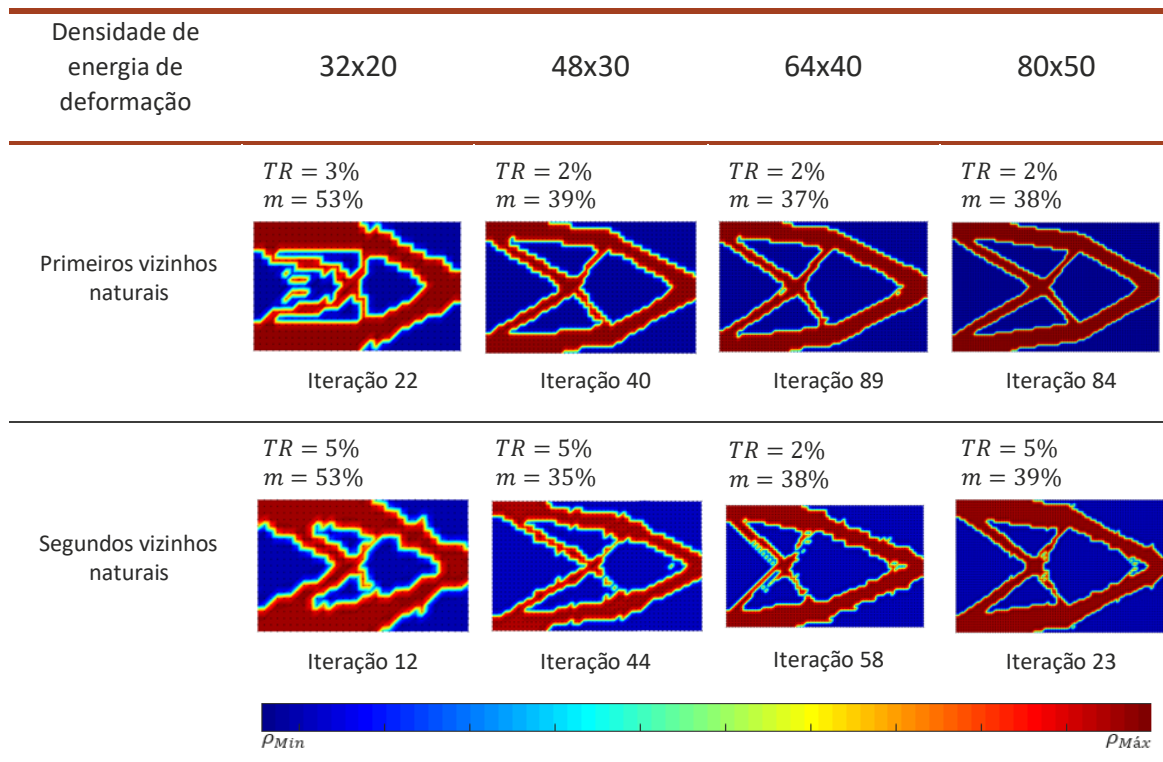 Densidade de
energia de
deformação
32x20
48x30
64x40
80x50
Primeiros vizinhos
naturais
TR = 3%
m = 53%
Iteração 22
TR = 2%
m = 39%
Iteração 40
TR = 2%
m = 37%
Iteração 89
TR = 2%
m = 38%
Iteração 84
Segundos vizinhos
naturais
TR = 5%
m = 53%
Iteração 12
TR = 5%
m = 35%
Iteração 44
TR = 2%
m = 38%
Iteração 58
TR = 5%
m = 39%
Iteração 23
ρMin
ρMáx